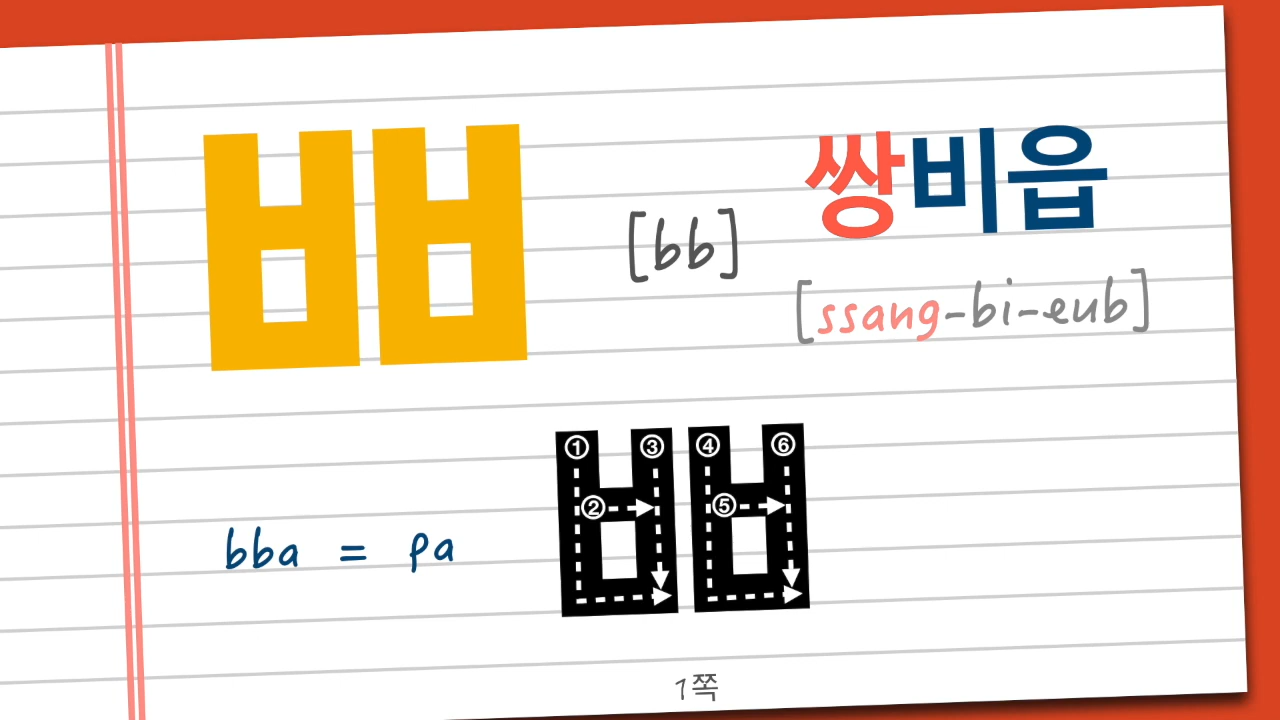 ㅃ
[bb]
쌍비읍
[ssang-bi-eub]
bba = pa
① ③ ④ ⑥
② ⑤
1쪽